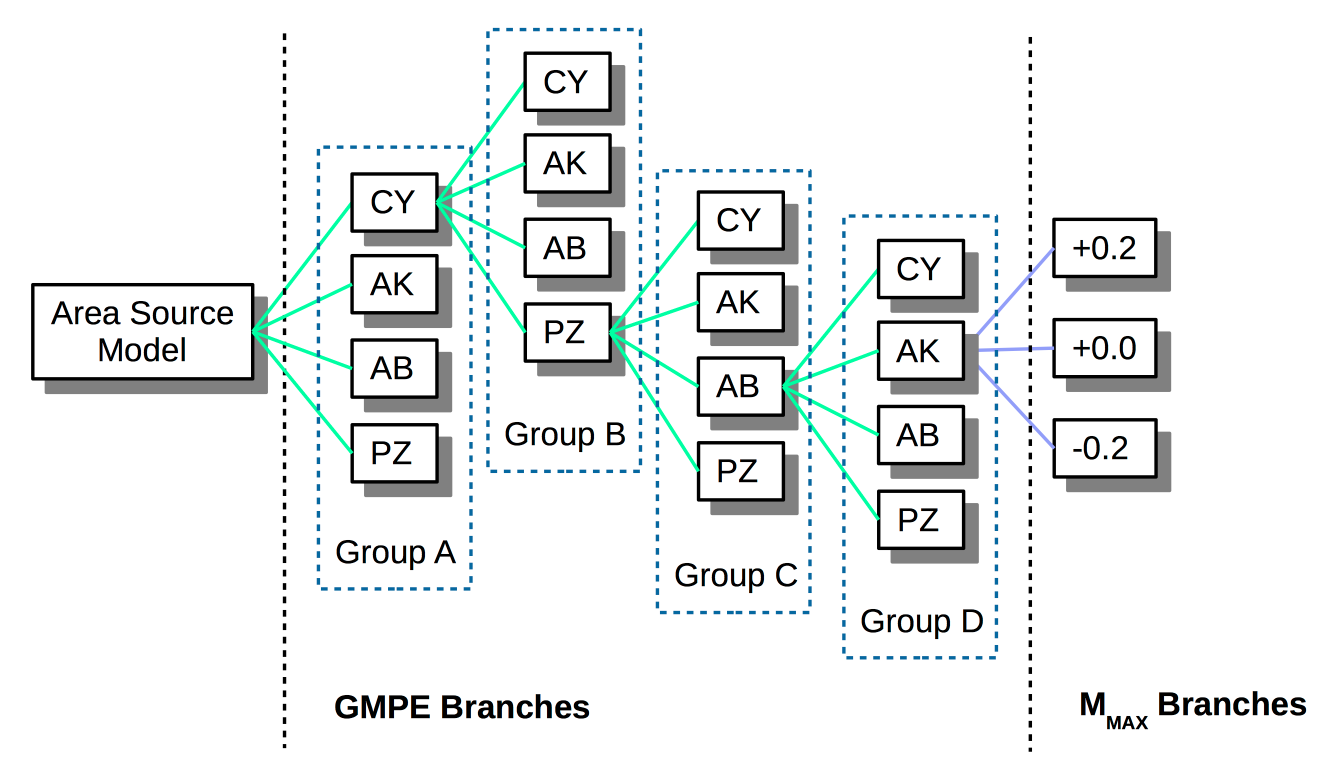 Area Source
Model
CY
AK
AB
PZ
Group A
CY
AK
AB
PZ
Group B
CY
AK
AB
PZ
Group C
CY
AK
AB
PZ
Group D
+0.2
+0.0
-0.2
GMPE Branches
MMAX Branches